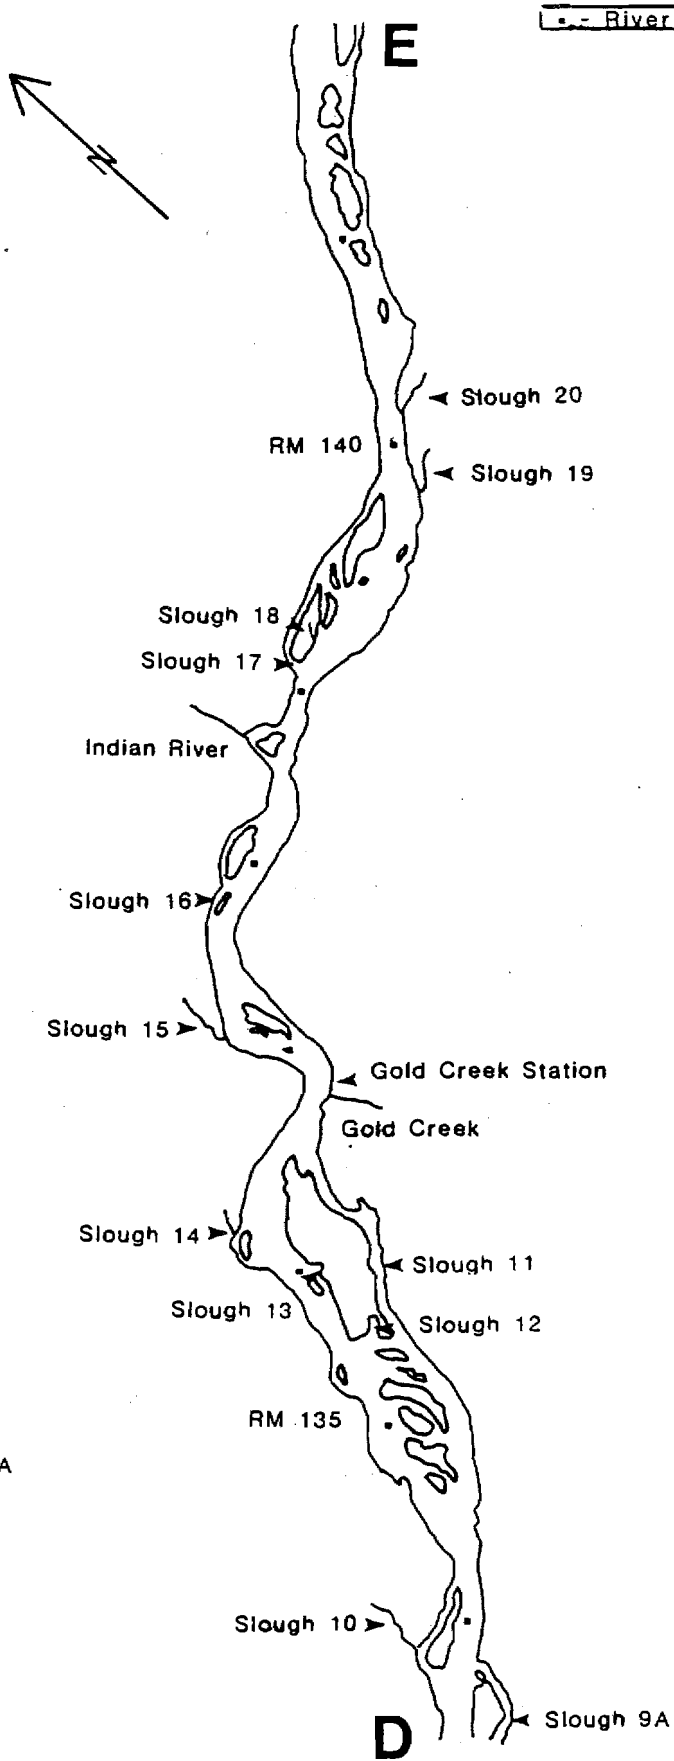 E
• - River
N
Slough 20
RM 140
Slough 19
Slough 18
Slough 17
Indian River
Slough 16
Slough 15
Gold Creek Station
Gold Creek
Slough 14
Slough 11
Slough 13
Slough 12
RM 135
A
Slough 10
Slough 9A
D